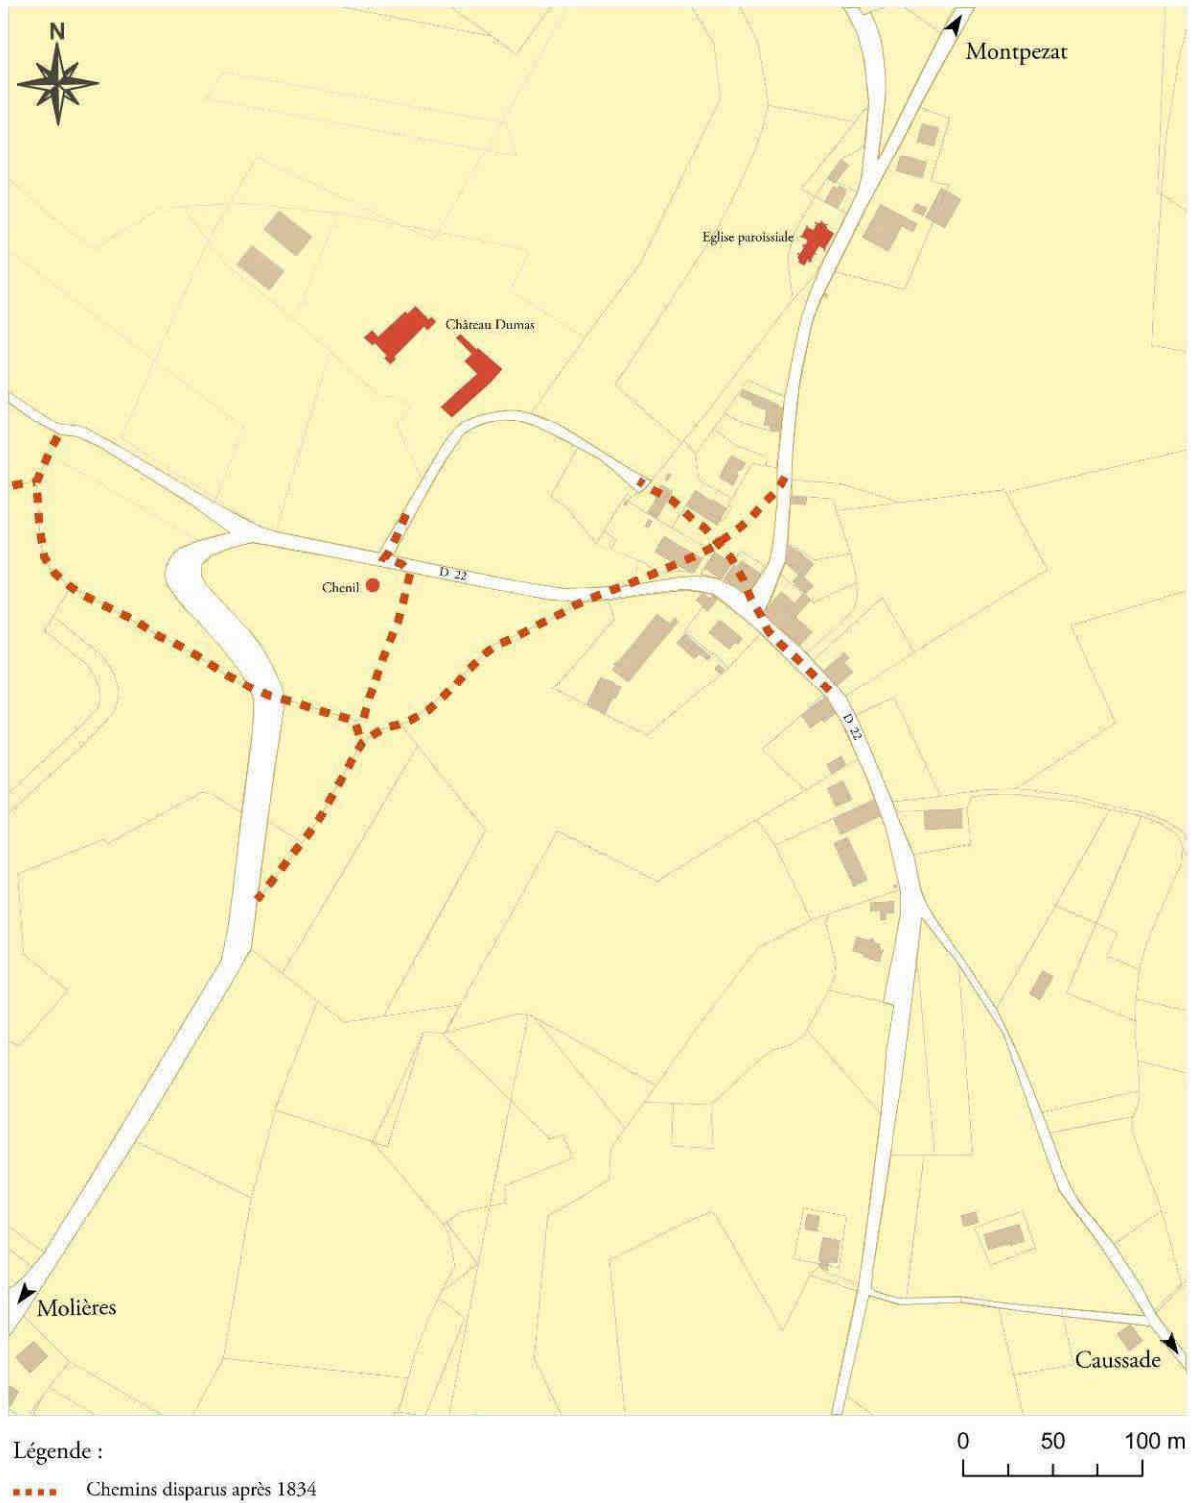 N
Montpezat
Eglise paroissiale
Château Dumas
D 22
Chenil
D 22
Molières
Caussade
Légende :
0 50 100 m
Chemins disparus après 1834